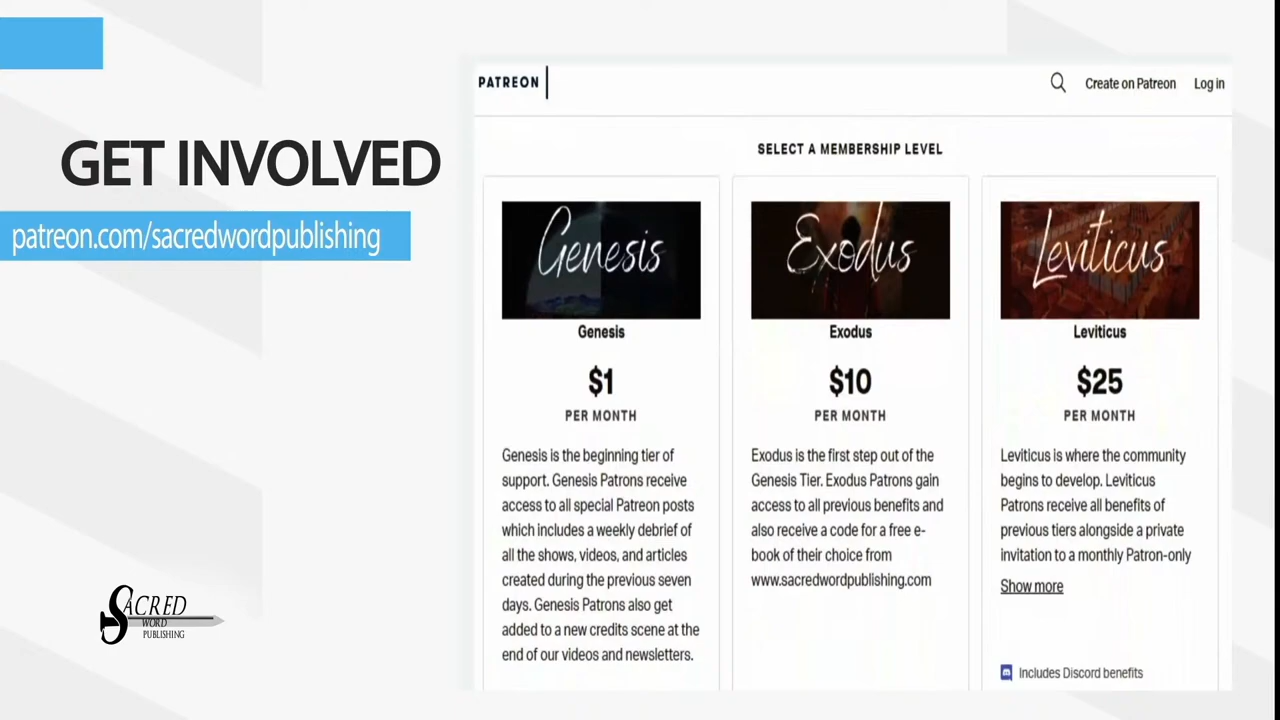 GET INVOLVED
patreon.com/sacredwordpublishing
PATREON
Create on Patreon
Log in
SELECT A MEMBERSHIP LEVEL
Genesis
Genesis
$1
PER MONTH
Genesis is the beginning tier of
support. Genesis Patrons receive
access to all special Patreon posts
which includes a weekly debrief of
all the shows, videos, and articles
created during the previous seven
days. Genesis Patrons also get
added to a new credits scene at the
end of our videos and newsletters.
Exodus
Exodus
$10
PER MONTH
Exodus is the first step out of the
Genesis Tier. Exodus Patrons gain
access to all previous benefits and
also receive a code for a free e-
book of their choice from
www.sacredwordpublishing.com
Leviticus
Leviticus
$25
PER MONTH
Leviticus is where the community
begins to develop. Leviticus
Patrons receive all benefits of
previous tiers alongside a private
invitation to a monthly Patron-only
Show more
Includes Discord benefits
SACRED
WORD
PUBLISHING